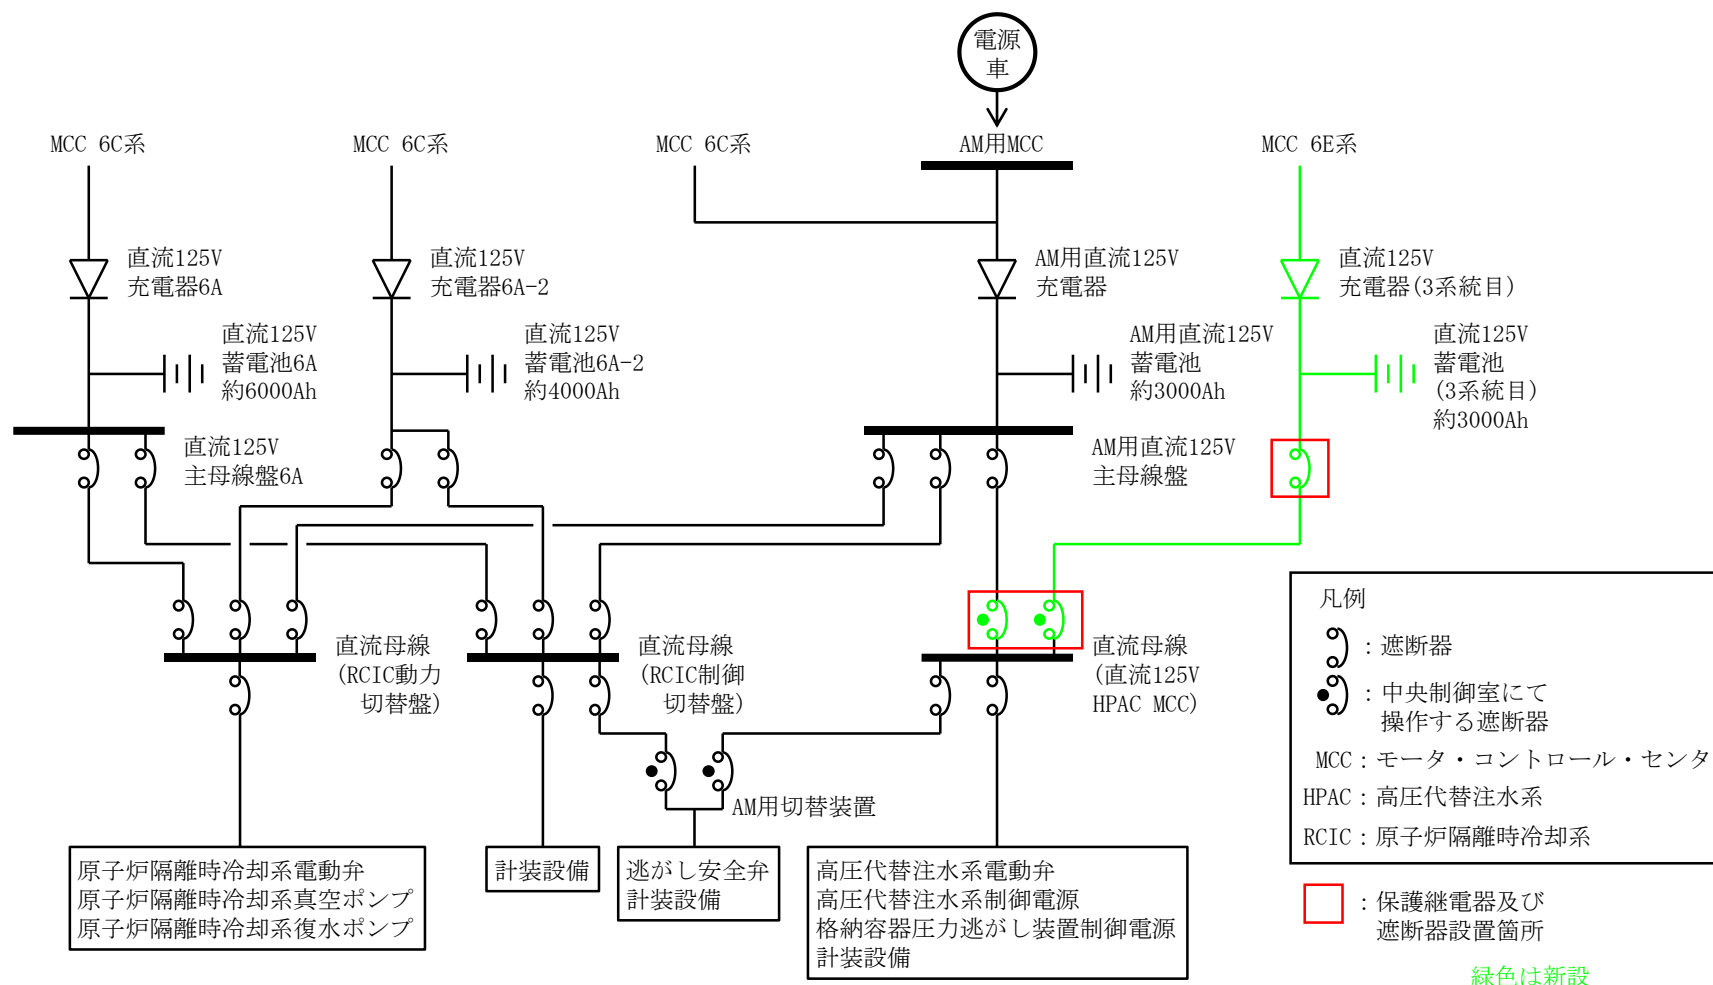 電源
車
MCC 6C系
MCC 6C系
MCC 6C系
AM用MCC
MCC 6E系
直流125V
充電器6A
直流125V
充電器6A-2
AM用直流125V
充電器
直流125V
充電器(3系統目)
直流125V
蓄電池6A
約6000Ah
直流125V
蓄電池6A-2
約4000Ah
AM用直流125V
蓄電池
約3000Ah
直流125V
蓄電池
(3系統目)
約3000Ah
直流125V
主母線盤6A
AM用直流125V
主母線盤
直流母線
(RCIC動力
切替盤)
直流母線
(RCIC制御
切替盤)
直流母線
(直流125V
HPAC MCC)
AM用切替装置
原子炉隔離時冷却系電動弁
原子炉隔離時冷却系真空ポンプ
原子炉隔離時冷却系復水ポンプ
計装設備
逃がし安全弁
計装設備
高圧代替注水系電動弁
高圧代替注水系制御電源
格納容器圧力逃がし装置制御電源
計装設備
凡例
：遮断器
：中央制御室にて
操作する遮断器
MCC：モータ・コントロール・センタ
HPAC：高圧代替注水系
RCIC：原子炉隔離時冷却系
：保護継電器及び
遮断器設置箇所
緑色は新設